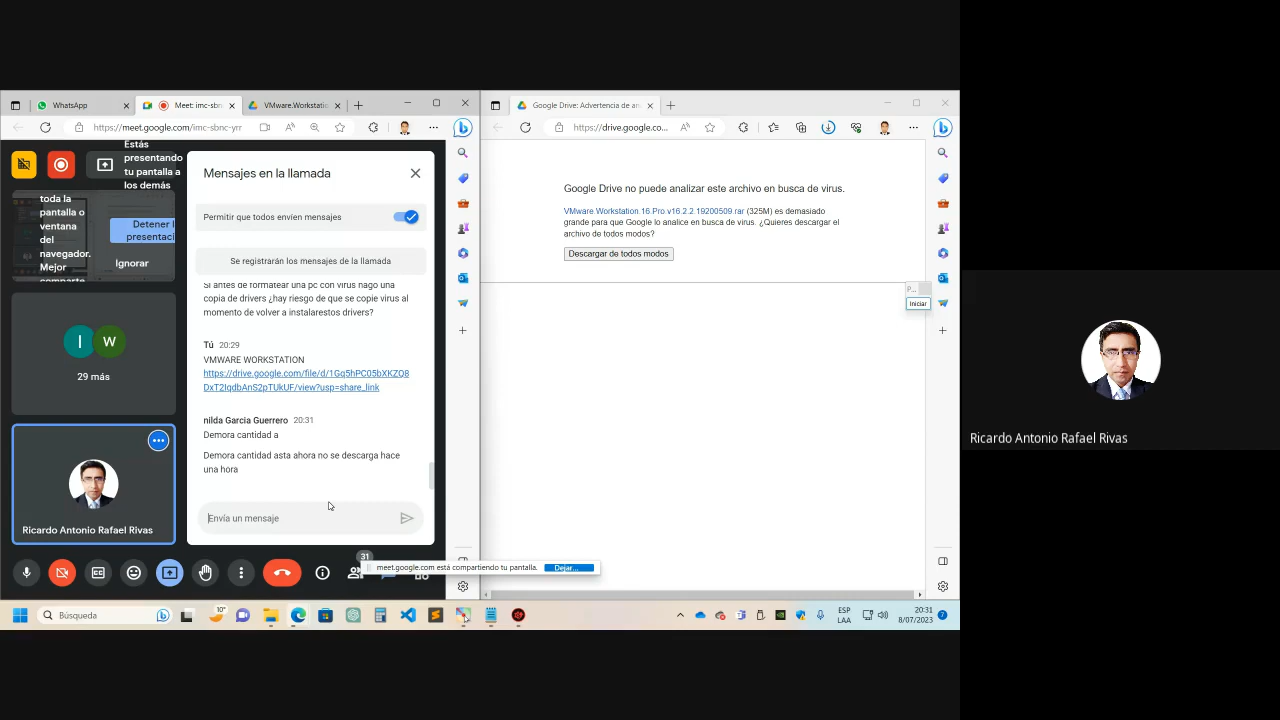 WhatsApp
Meet: imc-sbn
VMware.Workstatio
https://meet.google.com/imc-sbnc-yrr
Estás
presentando
tu pantalla a
los demás
toda la pantalla o
ventana
del
navegador.
Mejor
comparte
Detener l
presentaci
Ignorar
I
W
29 más
Ricardo Antonio Rafael Rivas
Mensajes en la llamada
Permitir que todos envíen mensajes
Se registrarán los mensajes de la llamada
Si antes de formatear una pc con virus hago una
copia de drivers ¿hay riesgo de que se copie virus al
momento de volver a instalarestos drivers?
Tú 20:29
VMWARE WORKSTATION
https://drive.google.com/file/d/1Gq5hPC05bXKZQ8
DxT2IqdbAnS2pTUkUF/view?usp=share_link
nilda Garcia Guerrero 20:31
Demora cantidad a
Demora cantidad asta ahora no se descarga hace
una hora
Envía un mensaje
31
meet.google.com está compartiendo tu pantalla.
Dejar...
Google Drive: Advertencia de an
https://drive.google.co...
Google Drive no puede analizar este archivo en busca de virus.
VMware.Workstation.16.Pro v16.2.2.19200509.rar (325M) es demasiado
grande para que Google lo analice en busca de virus. ¿Quieres descargar el
archivo de todos modos?
Descargar de todos modos
P...
Iniciar
Búsqueda
10°
ESP
LAA
20:31
8/07/2023
7
Ricardo Antonio Rafael Rivas